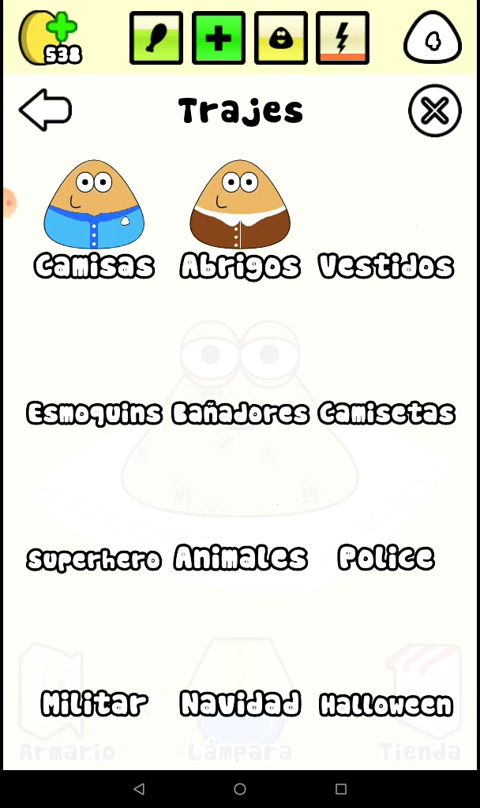 538
4
Trajes
Camisas Abrigos Vestidos
Esmoquins Bañadores Camisetas
Superhero Animales Police
Militar Navidad Halloween
Armario Lámpara Tienda